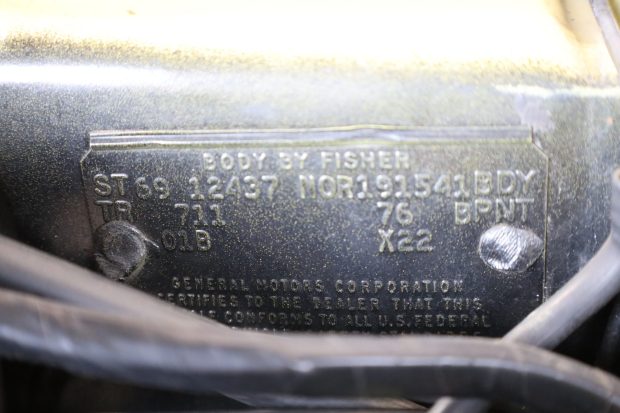 BODY BY FISHER
ST 69 12437 NOR191541 BDY
TR 711 76 BPNT
01B X22
GENERAL MOTORS CORPORATION
CERTIFIES TO THE DEALER THAT THIS
CONFORMS TO ALL U.S. FEDERAL